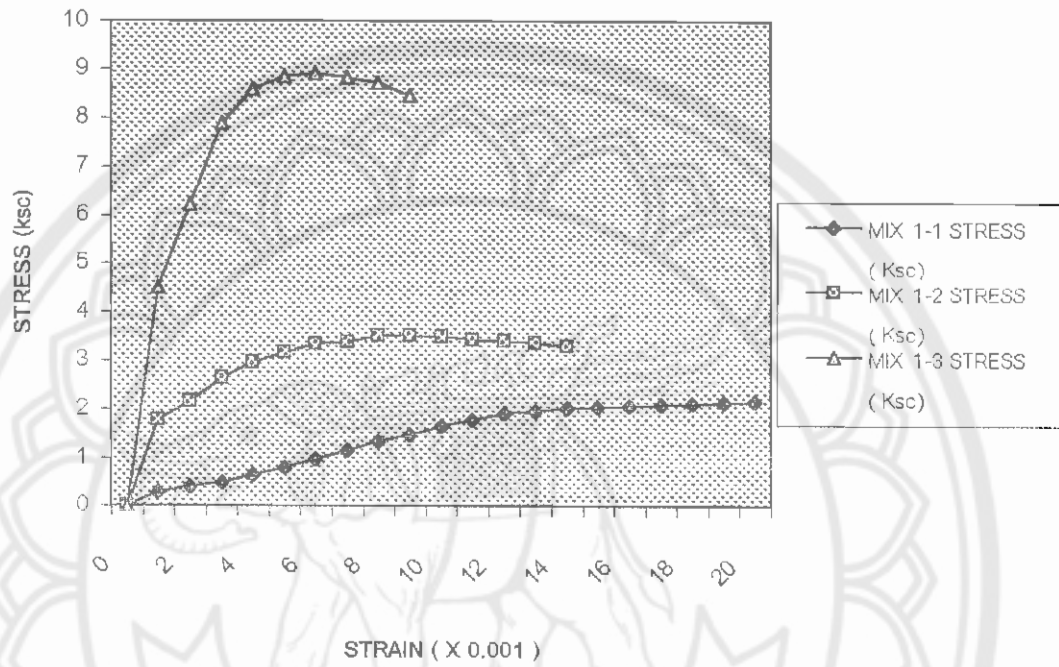 10
9
8
7
6
5
4
3
2
1
0
STRESS (ksc)
0 2 4 6 8 10 12 14 16 18 20
STRAIN ( X 0.001 )
MIX 1-1 STRESS
( Ksc)
MIX 1-2 STRESS
( Ksc)
MIX 1-3 STRESS
( Ksc)